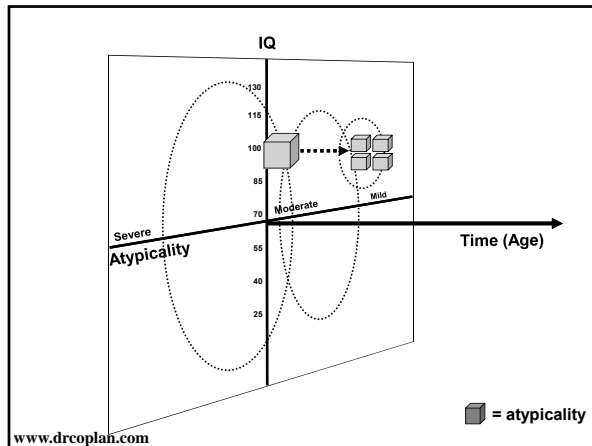 IQ
130
115
100
85
70
55
40
25
Severe
Moderate
Mild
Atypicality
Time (Age)
= atypicality
www.drcoplan.com